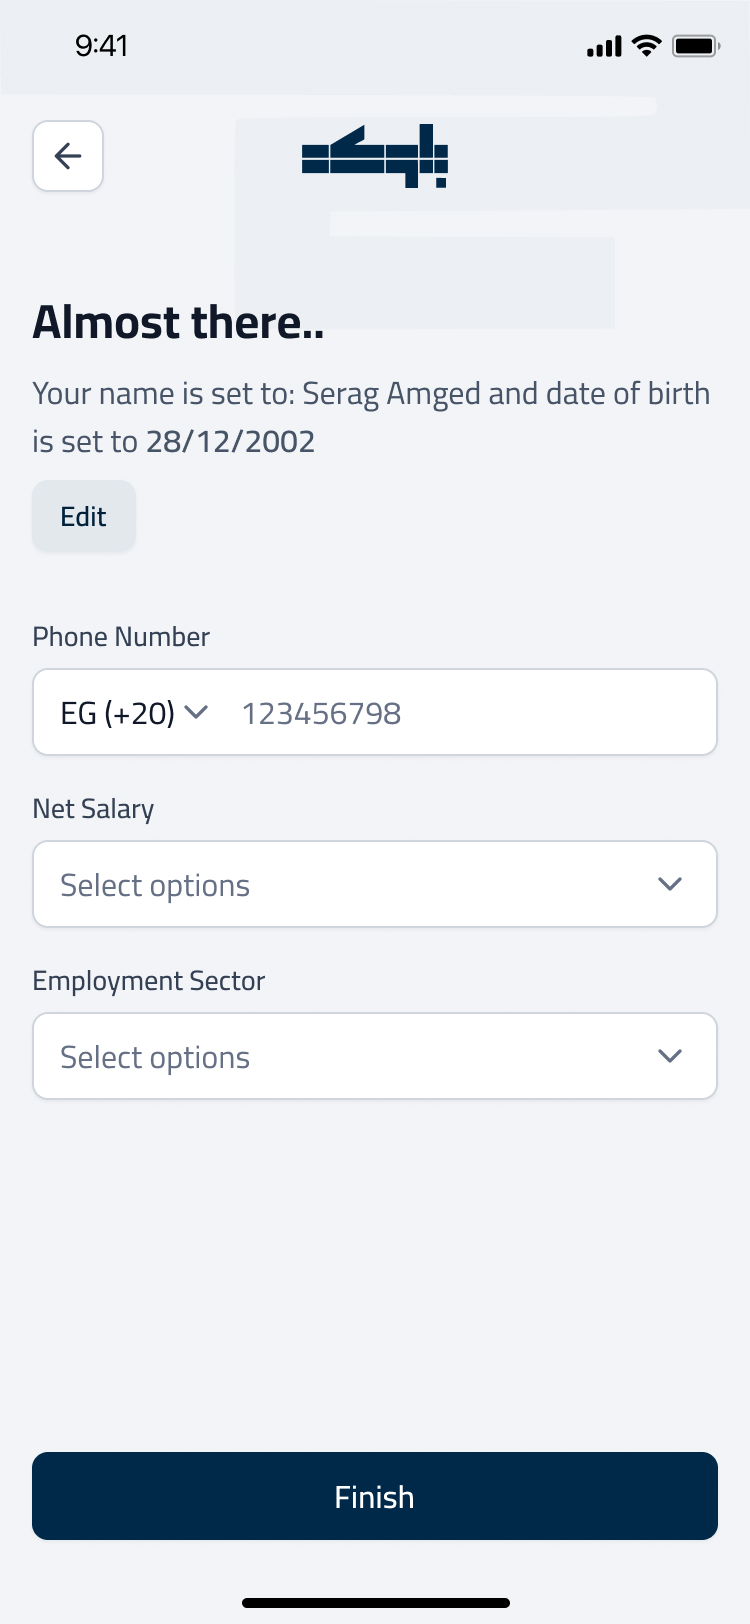 9:41
Almost there..
Your name is set to: Serag Amged and date of birth
is set to 28/12/2002
Edit
Phone Number
EG (+20) 123456798
Net Salary
Select options
Employment Sector
Select options
Finish